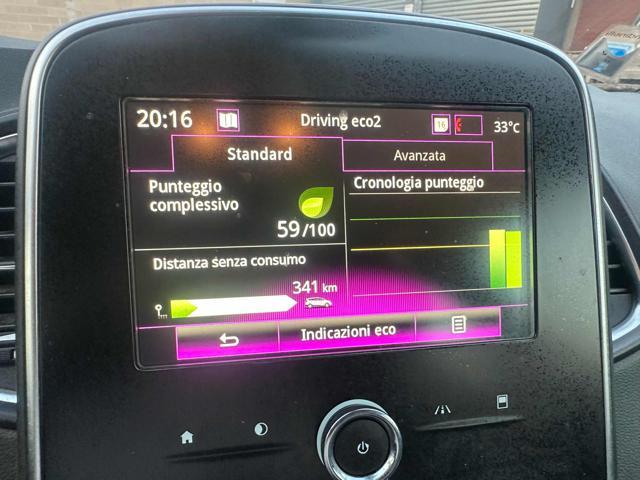 20:16 Driving eco2 16 33°C
Standard Avanzata
Punteggio
complessivo
59/100
Cronologia punteggio
Distanza senza consumo
341 km
Indicazioni eco